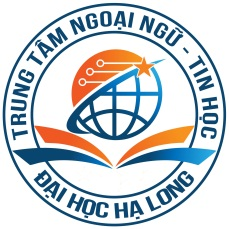 TRUNG TÂM NGOẠI NGỮ - TIN HỌC
ĐẠI HỌC HẠ LONG